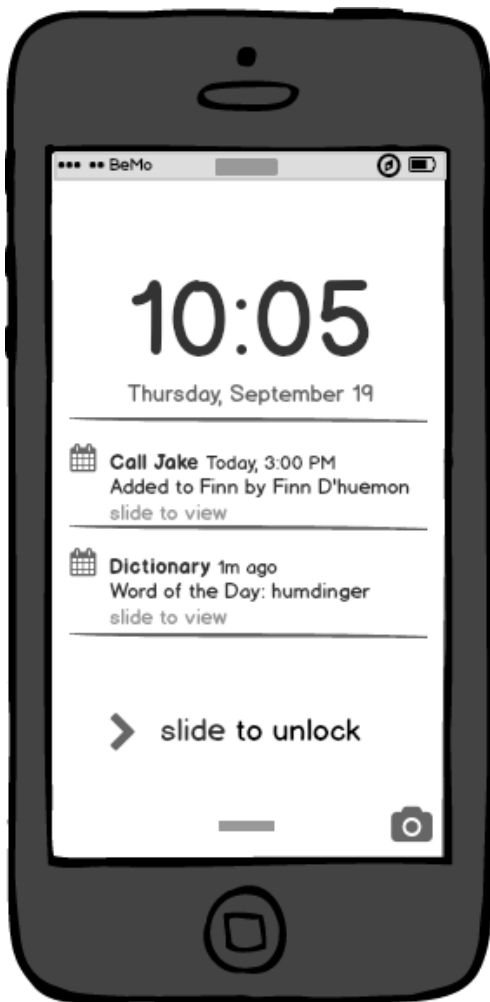 BeMo
10:05
Thursday, September 19
Call Jake Today, 3:00 PM
Added to Finn by Finn D'huemon
slide to view
Dictionary 1m ago
Word of the Day: humdinger
slide to view
slide to unlock